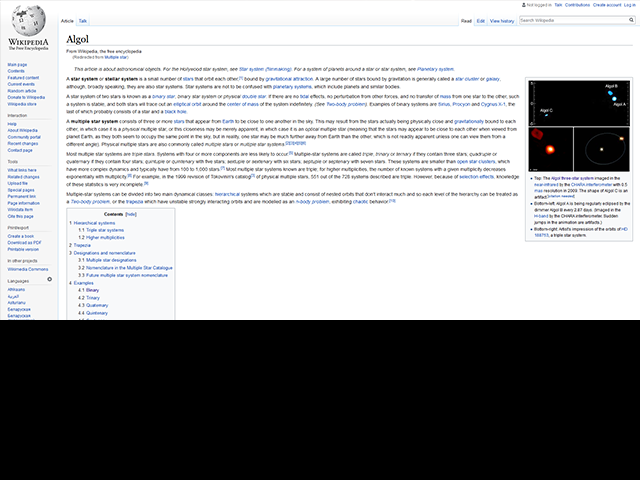 Not logged in Talk Contributions Create account Log in
WIKIPEDIA
The Free Encyclopedia
Article Talk
Read Edit View history
Search Wikipedia
Main page
Contents
Featured content
Current events
Random article
Donate to Wikipedia
Wikipedia store
Interaction
Help
About Wikipedia
Community portal
Recent changes
Contact page
Tools
What links here
Related changes
Upload file
Special pages
Permanent link
Page information
Wikidata item
Cite this page
Print/export
Create a book
Download as PDF
Printable version
In other projects
Wikimedia Commons
Languages
Afrikaans
العربية
Asturianu
Беларуская
Algol
From Wikipedia, the free encyclopedia
(Redirected from Multiple star)
This article is about astronomical objects. For the Hollywood star system, see Star system (filmmaking). For a system of planets around a star or star system, see Planetary system.
A star system or stellar system is a small number of stars that orbit each other,[1] bound by gravitational attraction. A large number of stars bound by gravitation is generally called a star cluster or galaxy,
although, broadly speaking, they are also star systems. Star systems are not to be confused with planetary systems, which include planets and similar bodies.
A star system of two stars is known as a binary star, binary star system or physical double star. If there are no tidal effects, no perturbation from other forces, and no transfer of mass from one star to the other, such
a system is stable, and both stars will trace out an elliptical orbit around the center of mass of the system indefinitely. (See Two-body problem). Examples of binary systems are Sirius, Procyon and Cygnus X-1, the
last of which probably consists of a star and a black hole.
A multiple star system consists of three or more stars that appear from Earth to be close to one another in the sky. This may result from the stars actually being physically close and gravitationally bound to each
other, in which case it is a physical multiple star, or this closeness may be merely apparent, in which case it is an optical multiple star (meaning that the stars may appear to be close to each other when viewed from
planet Earth, as they both seem to occupy the same point in the sky, but in reality, one star may be much further away from Earth than the other, which is not readily apparent unless one can view them from a
different angle). Physical multiple stars are also commonly called multiple stars or multiple star systems.
Most multiple star systems are triple stars. Systems with four or more components are less likely to occur. Multiple-star systems are called triple, trinary or ternary if they contain three stars; quadruple or
quaternary if they contain four stars; quintuple or quintenary with five stars; sextuple or sextenary with six stars; septuple or septenary with seven stars. These systems are smaller than open star clusters, which
have more complex dynamics and typically have from 100 to 1,000 stars. Most multiple star systems known are triple; for higher multiplicities, the number of known systems with a given multiplicity decreases
exponentially with multiplicity. For example, in the 1999 revision of Tokovinin's catalog of physical multiple stars, 551 out of the 728 systems described are triple. However, because of selection effects, knowledge
of these statistics is very incomplete.
Multiple-star systems can be divided into two main dynamical classes: hierarchical systems which are stable and consist of nested orbits that don't interact much and so each level of the hierarchy can be treated as
a Two-body problem, or the trapezia which have unstable strongly interacting orbits and are modelled as an n-body problem, exhibiting chaotic behavior.
Contents [hide]
1 Hierarchical systems
1.1 Triple star systems
1.2 Higher multiplicities
2 Trapezia
3 Designations and nomenclature
3.1 Multiple star designations
3.2 Nomenclature in the Multiple Star Catalogue
3.3 Future multiple star system nomenclature
4 Examples
4.1 Binary
4.2 Trinary
4.3 Quaternary
4.4 Quintenary
Algol B
Algol A
Algol C
Top: The Algol three-star system imaged in the
near-infrared by the CHARA interferometer with 0.5
mas resolution in 2009. The shape of Algol C is an
artifact
Bottom-left: Algol A is being regularly eclipsed by the
dimmer Algol B every 2.87 days. (Imaged in the
H-band by the CHARA interferometer. Sudden
jumps in the animation are artifacts.)
Bottom-right: Artist's impression of the orbits of HD
188753, a triple star system.